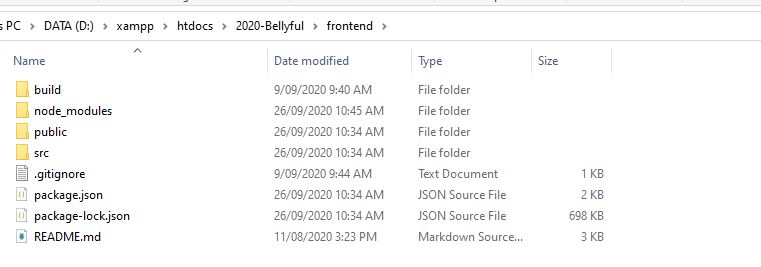 s PC > DATA (D:) > xampp > htdocs > 2020-Bellyful > frontend >
Name Date modified Type Size
build 9/09/2020 9:40 AM File folder
node_modules 26/09/2020 10:45 AM File folder
public 26/09/2020 10:34 AM File folder
src 26/09/2020 10:34 AM File folder
.gitignore 9/09/2020 9:44 AM Text Document 1 KB
package.json 26/09/2020 10:34 AM JSON Source File 2 KB
package-lock.json 26/09/2020 10:34 AM JSON Source File 698 KB
README.md 11/08/2020 3:23 PM Markdown Source... 3 KB